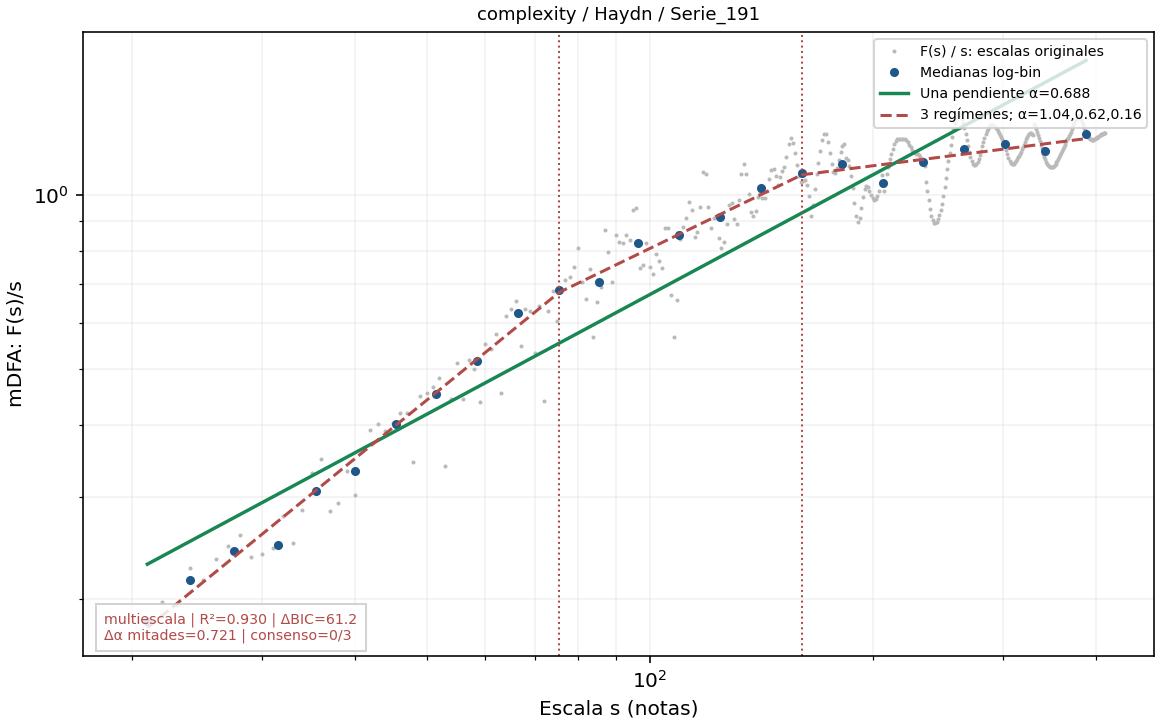 complexity / Haydn / Serie_191
F(s) / s: escalas originales
Medianas log-bin
Una pendiente α=0.688
3 regímenes; α=1.04,0.62,0.16
10⁰
mDFA: F(s)/s
multiescala | R²=0.930 | ΔBIC=61.2
Δα mitades=0.721 | consenso=0/3
10²
Escala s (notas)